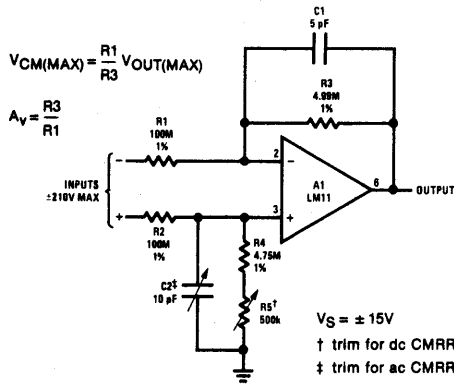 C1
5 pF
VCM(MAX) = R1/R3 VOUT(MAX)
R3
4.99M
1%
AV = R3/R1
R1
100M
1%
2
−
−
A1
LM11
6
OUTPUT
INPUTS
±210V MAX
+
3
+
R2
100M
1%
R4
4.75M
1%
C2‡
10 pF
R5†
500k
VS = ± 15V
† trim for dc CMRR
‡ trim for ac CMRR